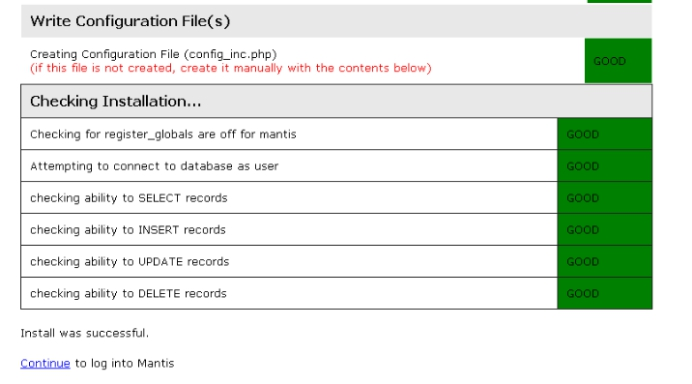 Write Configuration File(s)
Creating Configuration File (config_inc.php)
(if this file is not created, create it manually with the contents below)
GOOD
Checking Installation...
Checking for register_globals are off for mantis
GOOD
Attempting to connect to database as user
GOOD
checking ability to SELECT records
GOOD
checking ability to INSERT records
GOOD
checking ability to UPDATE records
GOOD
checking ability to DELETE records
GOOD
Install was successful.
Continue to log into Mantis